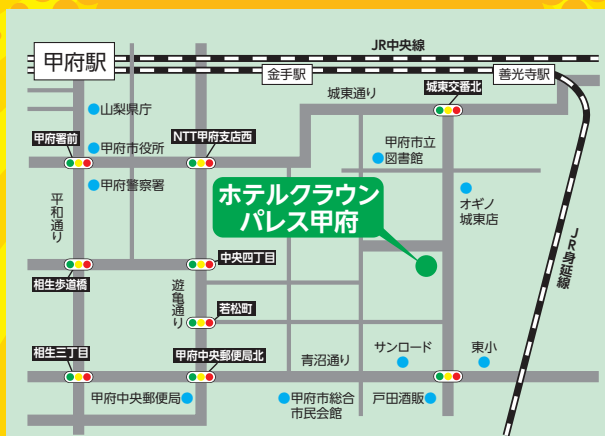 JR中央線
甲府駅
金手駅
善光寺駅
城東通り
城東交番北
山梨県庁
甲府署前
甲府市役所
NTT甲府支店西
甲府市立
図書館
甲府警察署
ホテルクラウン
パレス甲府
オギノ
城東店
平和通り
JR身延線
中央四丁目
相生歩道橋
遊亀通り
若松町
相生三丁目
甲府中央郵便局北
青沼通り
サンロード
東小
甲府中央郵便局
甲府市総合
市民会館
戸田酒販